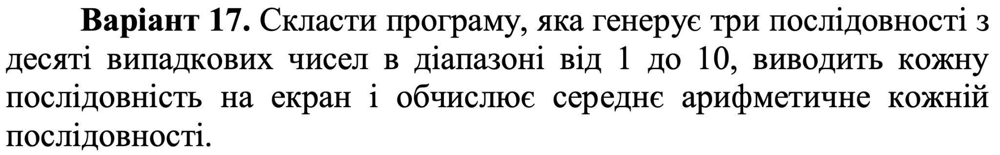 Варіант 17. Скласти програму, яка генерує три послідовності з
десяті випадкових чисел в діапазоні від 1 до 10, виводить кожну
послідовність на екран і обчислює середнє арифметичне кожній
послідовності.